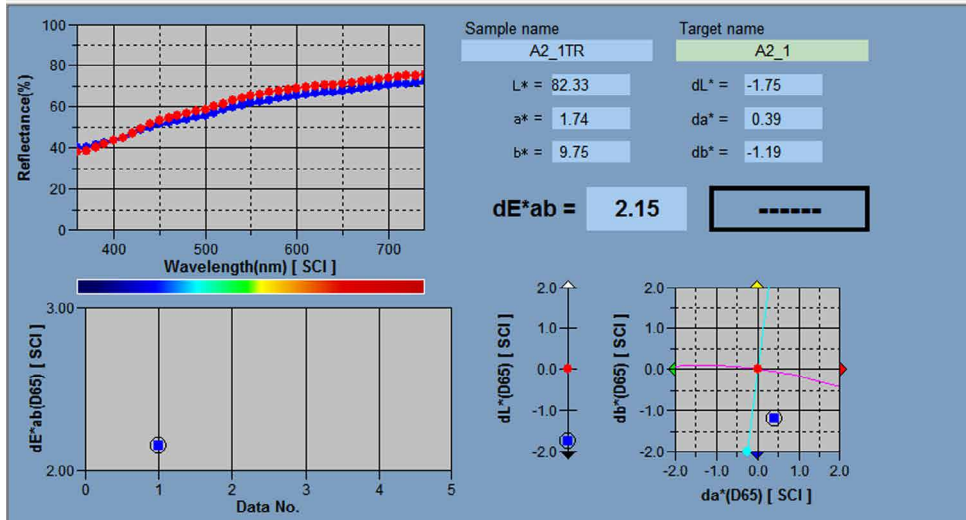 100
80
60
40
20
0
400 500 600 700
Reflectance(%)
Wavelength(nm) [ SCI ]
Sample name
A2_1TR
Target name
A2_1
L* = 82.33 dL* = -1.75
a* = 1.74 da* = 0.39
b* = 9.75 db* = -1.19
dE*ab = 2.15 ------
3.00
2.00
0 1 2 3 4 5
dE*ab(D65) [ SCI ]
Data No.
2.0
1.0
0.0
-1.0
-2.0
dL*(D65) [ SCI ]
2.0
1.0
0.0
-1.0
-2.0
-2.0 -1.0 0.0 1.0 2.0
db*(D65) [ SCI ]
da*(D65) [ SCI ]